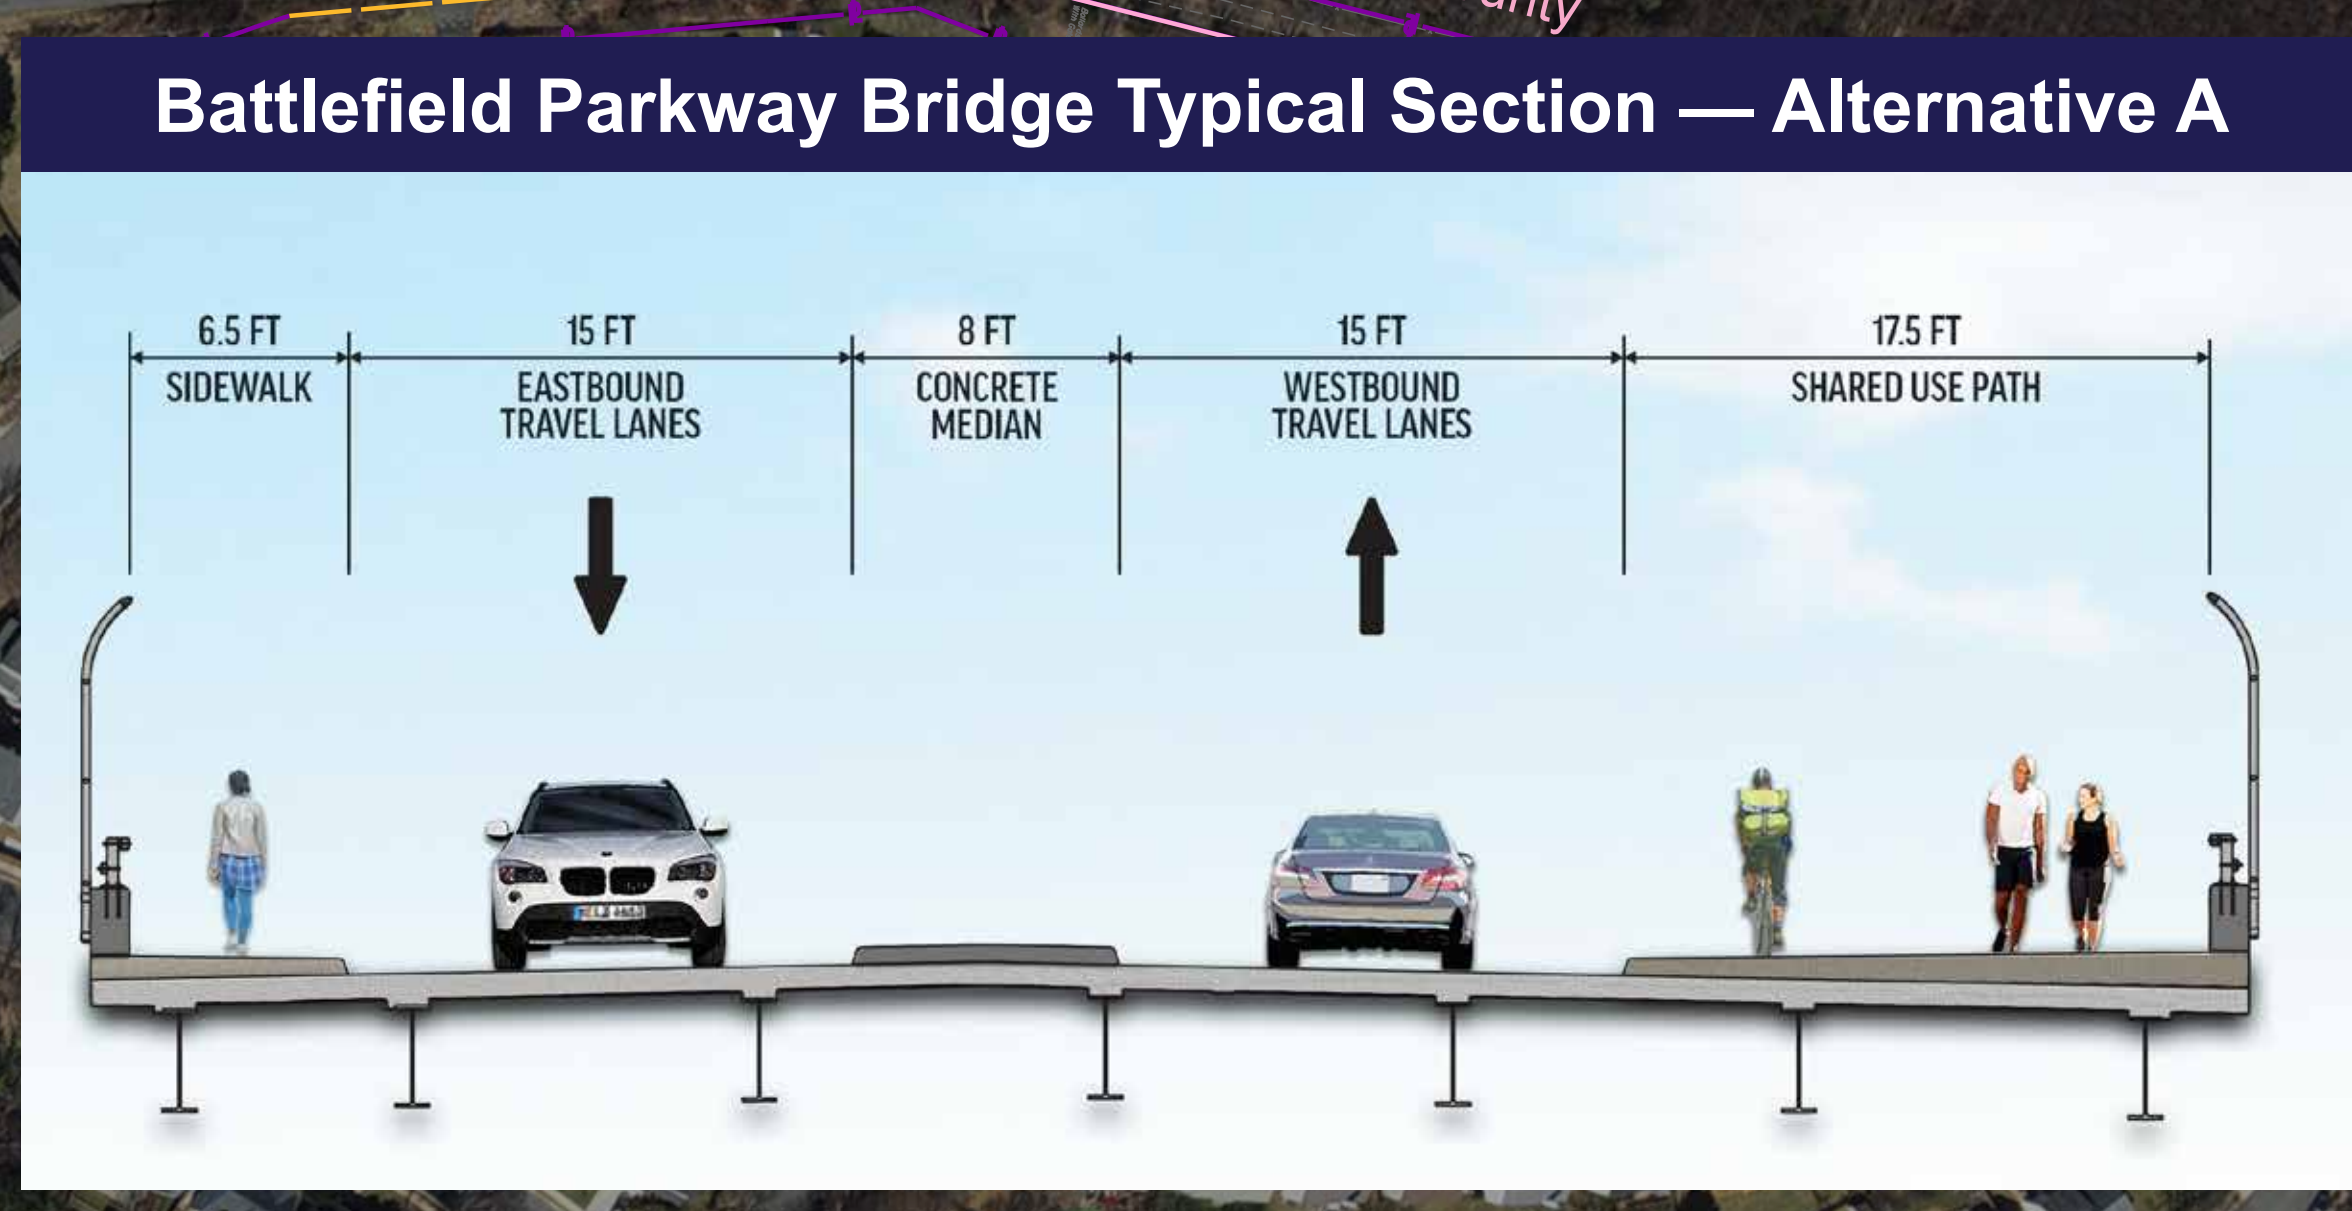 Battlefield Parkway Bridge Typical Section — Alternative A
6.5 FT
15 FT
8 FT
15 FT
17.5 FT
SIDEWALK
EASTBOUND
TRAVEL LANES
CONCRETE
MEDIAN
WESTBOUND
TRAVEL LANES
SHARED USE PATH